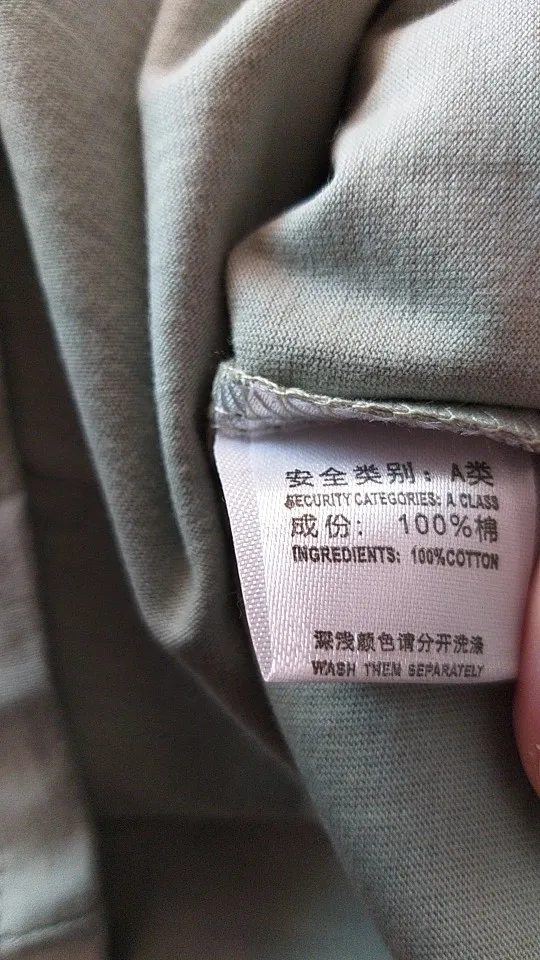 安全类别：A类
SECURITY CATEGORIES: A CLASS
成份： 100%棉
INGREDIENTS: 100%COTTON
深浅颜色请分开洗涤
WASH THEM SEPARATELY